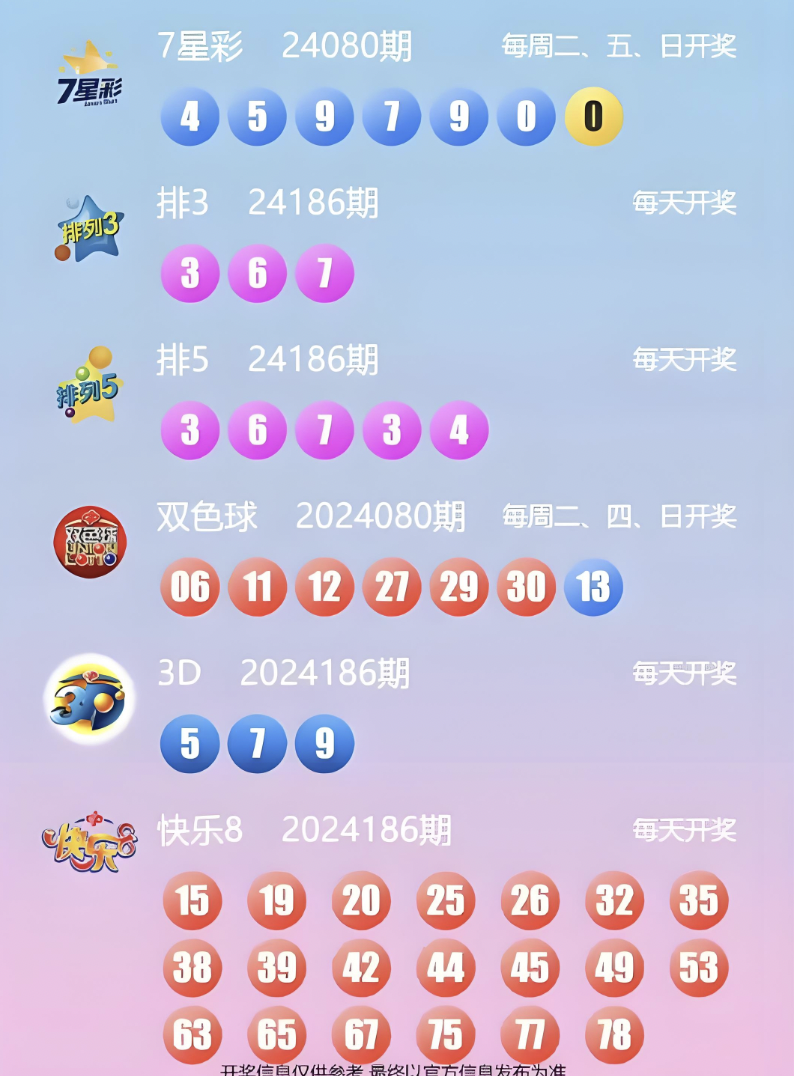 7星彩 24080期 每周二、五、日开奖
7星彩
4 5 9 7 9 0 0
排3 24186期 每天开奖
排列3
3 6 7
排5 24186期 每天开奖
排列5
3 6 7 3 4
双色球 2024080期 每周二、四、日开奖
双色球
UNION
LOTTO
06 11 12 27 29 30 13
3D 2024186期 每天开奖
3D
5 7 9
快乐8 2024186期 每天开奖
快乐8
15 19 20 25 26 32 35
38 39 42 44 45 49 53
63 65 67 75 77 78
开奖信息仅供参考,最终以官方信息发布为准